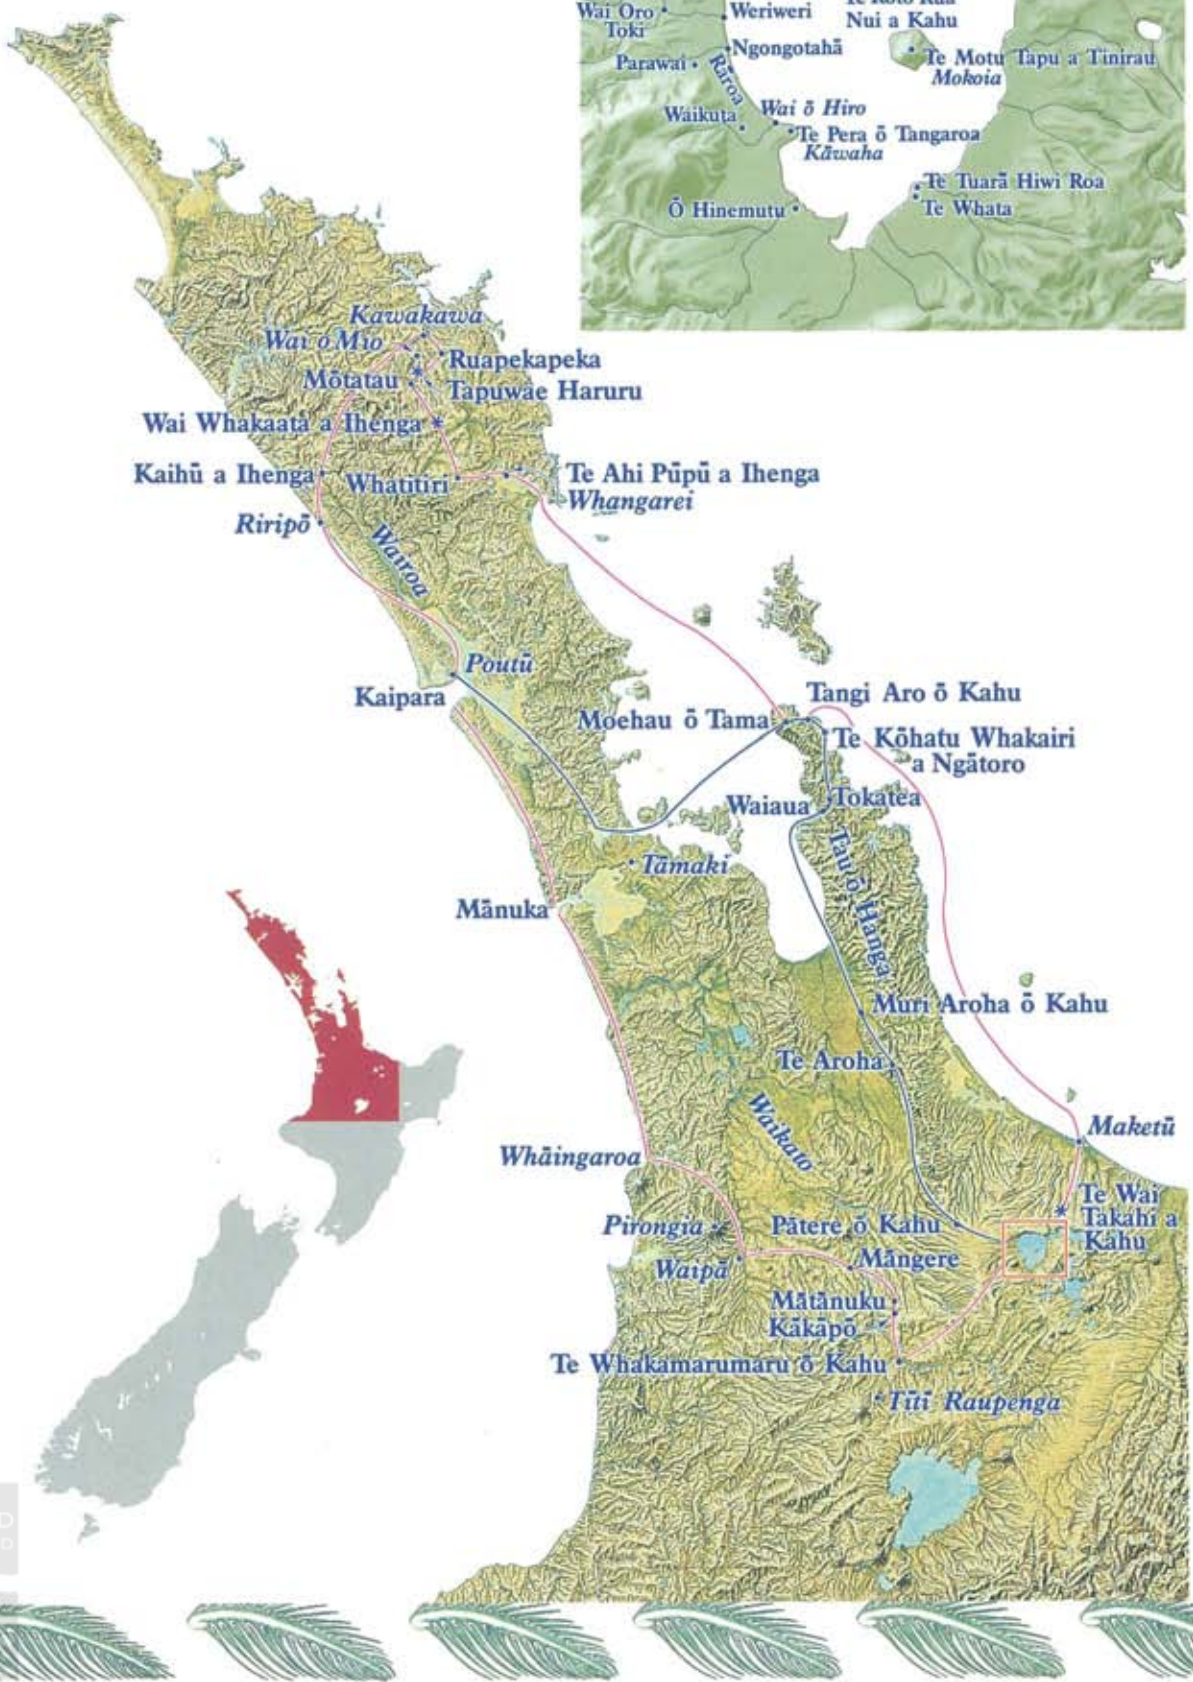 Wai Oro
Toki
Weriweri
Nui a Kahu
Ngongotahā
Parawai
Rāroa
Te Motu Tapu a Tinirau
Mokoia
Waikuta
Wai ō Hiro
Te Pera ō Tangaroa
Kāwaha
Te Tuarā Hiwi Roa
Te Whata
Ō Hinemutu
Kawakawa
Wai ō Mio
Ruapekapeka
Mōtatau
Tapuwae Haruru
Wai Whakaata a Ihenga
Kaihū a Ihenga
Whatitiri
Te Ahi Pūpū a Ihenga
Whangarei
Riripō
Wairoa
Poutū
Kaipara
Tangi Aro ō Kahu
Moehau ō Tama
Te Kōhatu Whakairi
a Ngātoro
Waiaua
Tokatea
Tau ō Hanga
Tāmaki
Mānuka
Muri Aroha ō Kahu
Te Aroha
Waikato
Maketū
Whāingaroa
Te Wai
Takahi a
Kahu
Pirongia
Pātere ō Kahu
Waipā
Māngere
Mātānuku
Kākāpō
Te Whakamarumaru ō Kahu
Tītī Raupenga